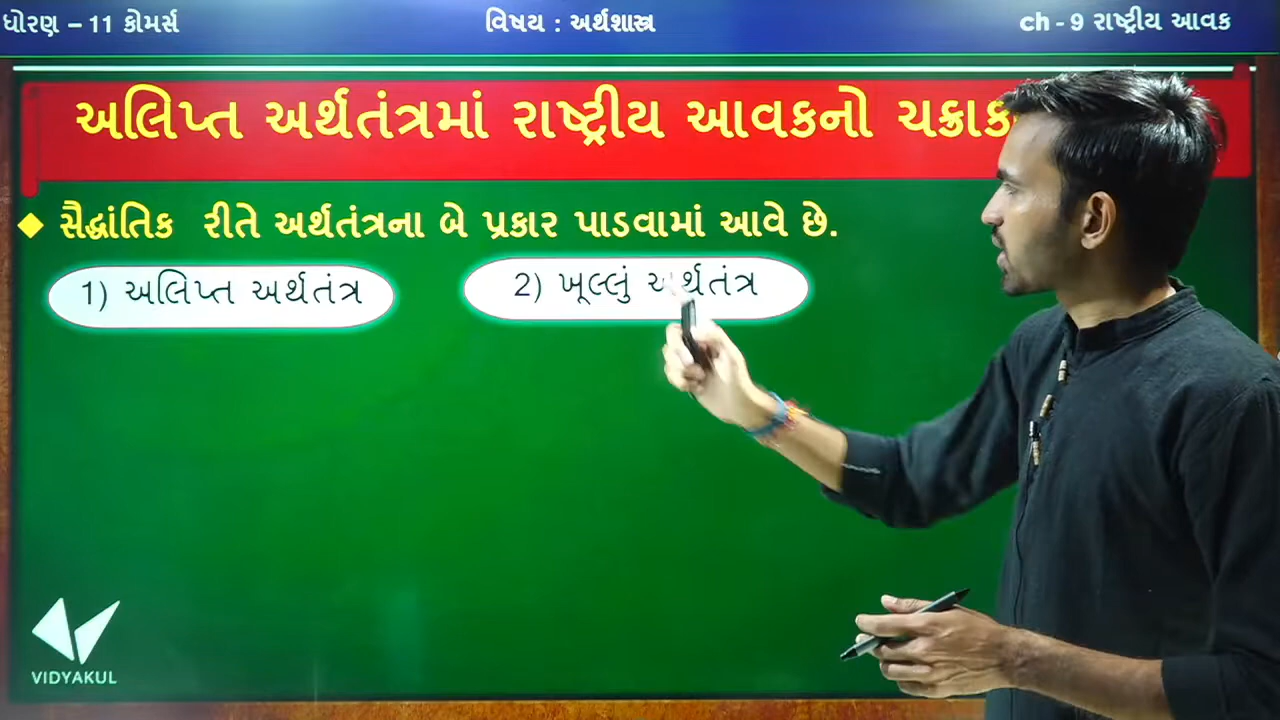 ધોરણ – 11 કોમર્સ
વિષય : અર્થશાસ્ત્ર
ch - 9 રાષ્ટ્રીય આવક
અલિપ્ત અર્થતંત્રમાં રાષ્ટ્રીય આવકનો
સૈદ્ધાંતિક રીતે અર્થતંત્રના બે પ્રકાર પાડવામાં આવે છે.
1) અલિપ્ત અર્થતંત્ર
2) ખૂલ્લું અર્થતંત્ર
VIDYAKUL